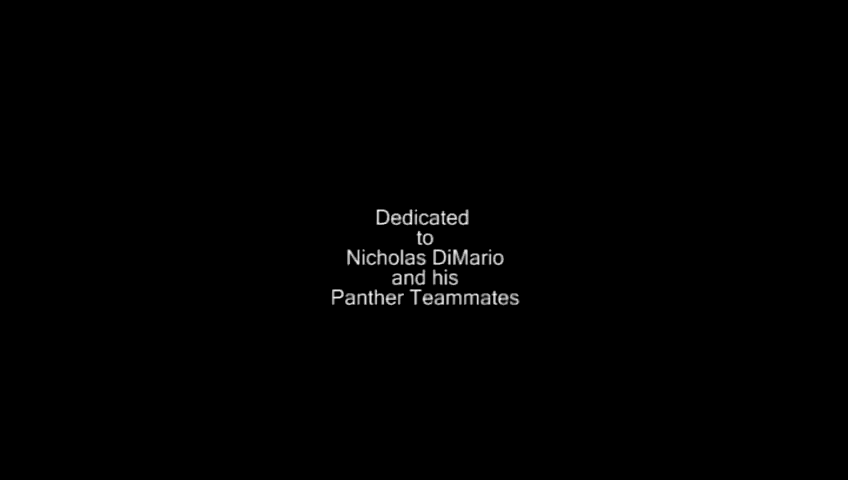 Dedicated
to
Nicholas DiMario
and his
Panther Teammates